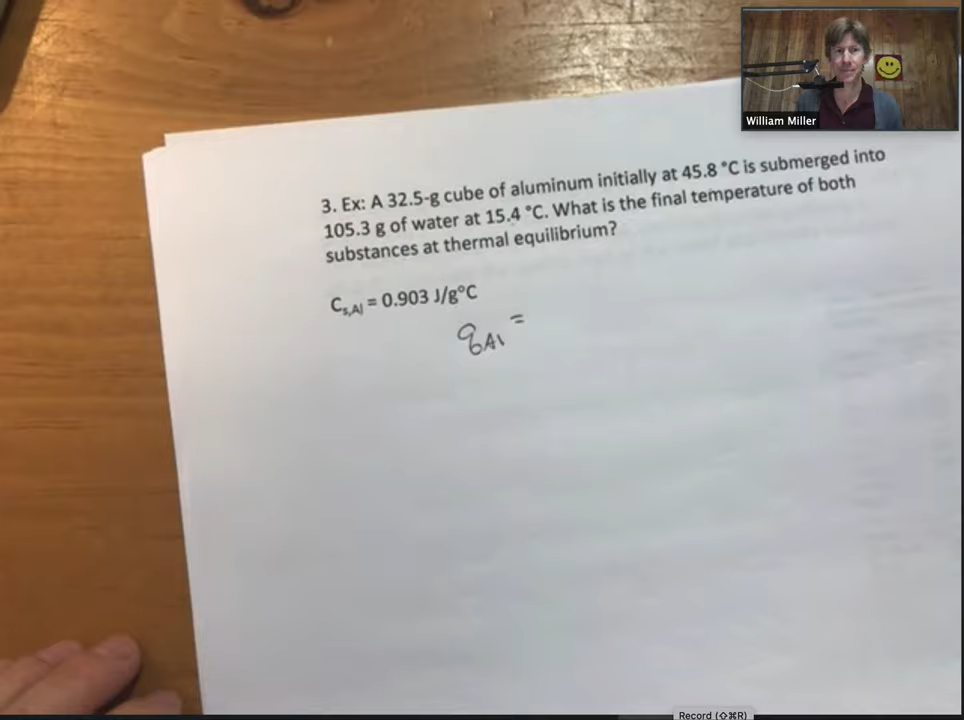 William Miller
3. Ex: A 32.5-g cube of aluminum initially at 45.8 °C is submerged into
105.3 g of water at 15.4 °C. What is the final temperature of both
substances at thermal equilibrium?
Cs,Al = 0.903 J/g°C
qAl =
Record (⇧⌘R)